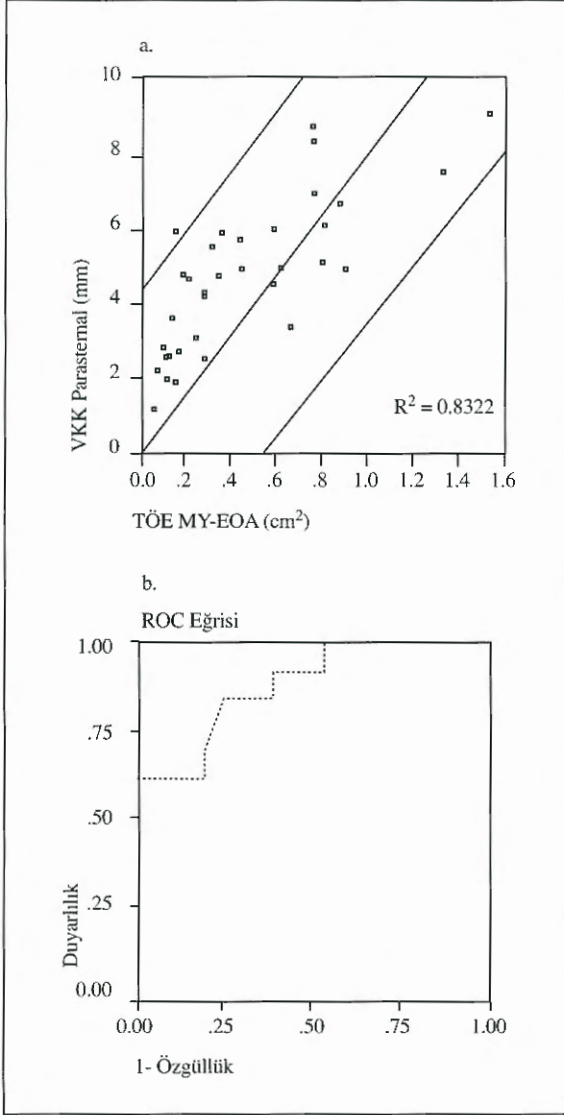 a.
10
8
6
4
2
0
VKK Parasternal (mm)
R² = 0.8322
0.0 .2 .4 .6 .8 1.0 1.2 1.4 1.6
TÖE MY-EOA (cm²)
b.
ROC Eğrisi
1.00
.75
.50
.25
0.00
Duyarlılık
0.00 .25 .50 .75 1.00
1- Özgüllük